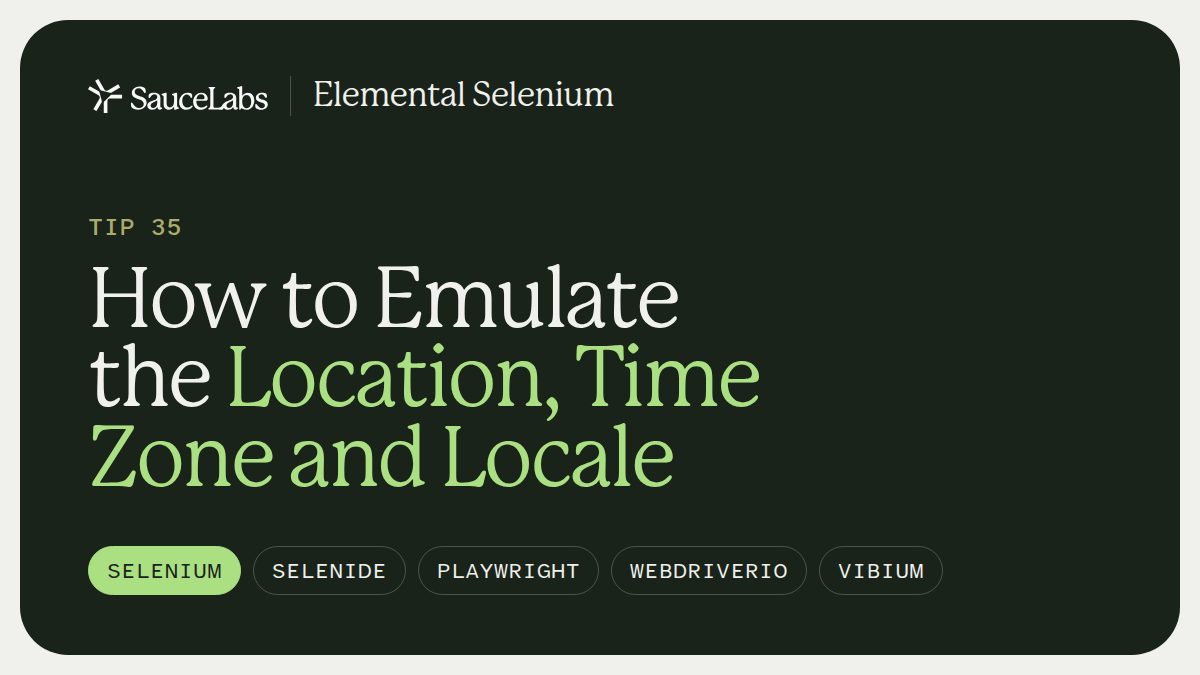 SauceLabs
Elemental Selenium
TIP 35
How to Emulate
the Location, Time
Zone and Locale
SELENIUM
SELENIDE
PLAYWRIGHT
WEBDRIVERIO
VIBIUM